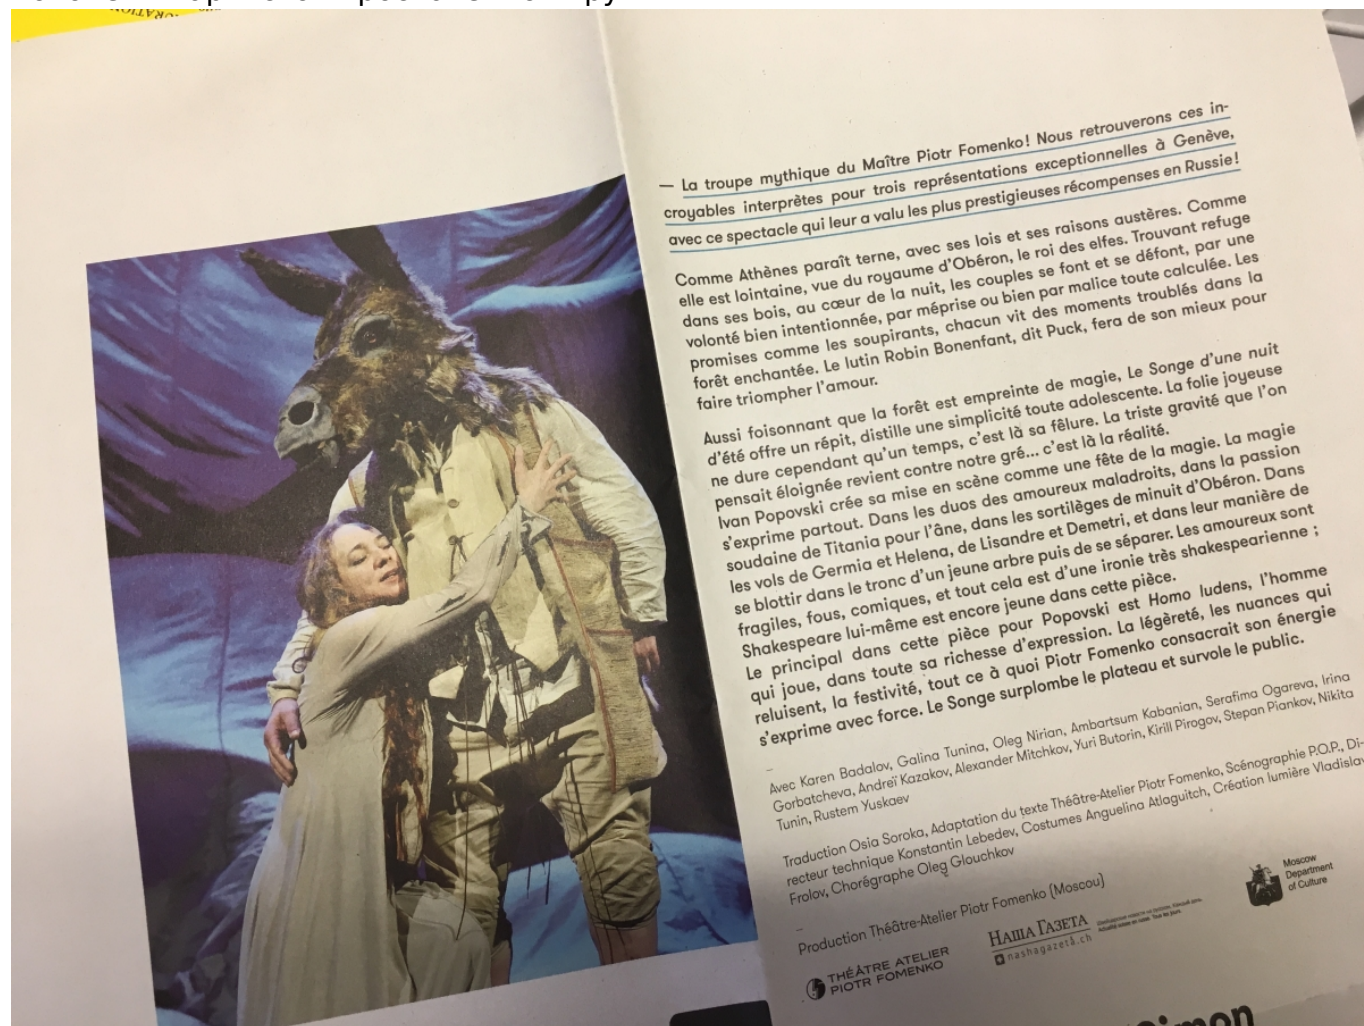 — La troupe mythique du Maître Piotr Fomenko! Nous retrouverons ces in-
croyables interprètes pour trois représentations exceptionnelles à Genève,
avec ce spectacle qui leur a valu les plus prestigieuses récompenses en Russie!
Comme Athènes paraît terne, avec ses lois et ses raisons austères. Comme
elle est lointaine, vue du royaume d'Obéron, le roi des elfes. Trouvant refuge
dans ses bois, au cœur de la nuit, les couples se font et se défont, par une
volonté bien intentionnée, par méprise ou bien par malice toute calculée. Les
promises comme les soupirants, chacun vit des moments troublés dans la
forêt enchantée. Le lutin Robin Bonenfant, dit Puck, fera de son mieux pour
faire triompher l'amour.
Aussi foisonnant que la forêt est empreinte de magie, Le Songe d'une nuit
d'été offre un répit, distille une simplicité toute adolescente. La folie joyeuse
ne dure cependant qu'un temps, c'est là sa fêlure. La triste gravité que l'on
pensait éloignée revient contre notre gré... c'est là la réalité.
Ivan Popovski crée sa mise en scène comme une fête de la magie. La magie
s'exprime partout. Dans les duos des amoureux maladroits, dans la passion
soudaine de Titania pour l'âne, dans les sortilèges de minuit d'Obéron. Dans
les vols de Germia et Helena, de Lisandre et Demetri, et dans leur manière de
se blottir dans le tronc d'un jeune arbre puis de se séparer. Les amoureux sont
fragiles, fous, comiques, et tout cela est d'une ironie très shakespearienne ;
Shakespeare lui-même est encore jeune dans cette pièce.
Le principal dans cette pièce pour Popovski est Homo ludens, l'homme
qui joue, dans toute sa richesse d'expression. La légèreté, les nuances qui
reluisent, la festivité, tout ce à quoi Piotr Fomenko consacrait son énergie
s'exprime avec force. Le Songe surplombe le plateau et survole le public.
–
Avec Karen Badalov, Galina Tunina, Oleg Nirian, Ambartsum Kabanian, Serafima Ogareva, Irina
Gorbatcheva, Andreï Kazakov, Alexander Mitchkov, Yuri Butorin, Kirill Pirogov, Stepan Piankov, Nikita
Tunin, Rustem Yuskaev
Traduction Osia Soroka, Adaptation du texte Théâtre-Atelier Piotr Fomenko, Scénographie P.O.P., Di-
recteur technique Konstantin Lebedev, Costumes Anguelina Atlaguitch, Création lumière Vladislav
Frolov, Chorégraphe Oleg Glouchkov
–
Production Théâtre-Atelier Piotr Fomenko (Moscou)
THÉÂTRE ATELIER
PIOTR FOMENKO
НАША ГАЗЕТА
nashagazeta.ch
Moscow
Department
of Culture